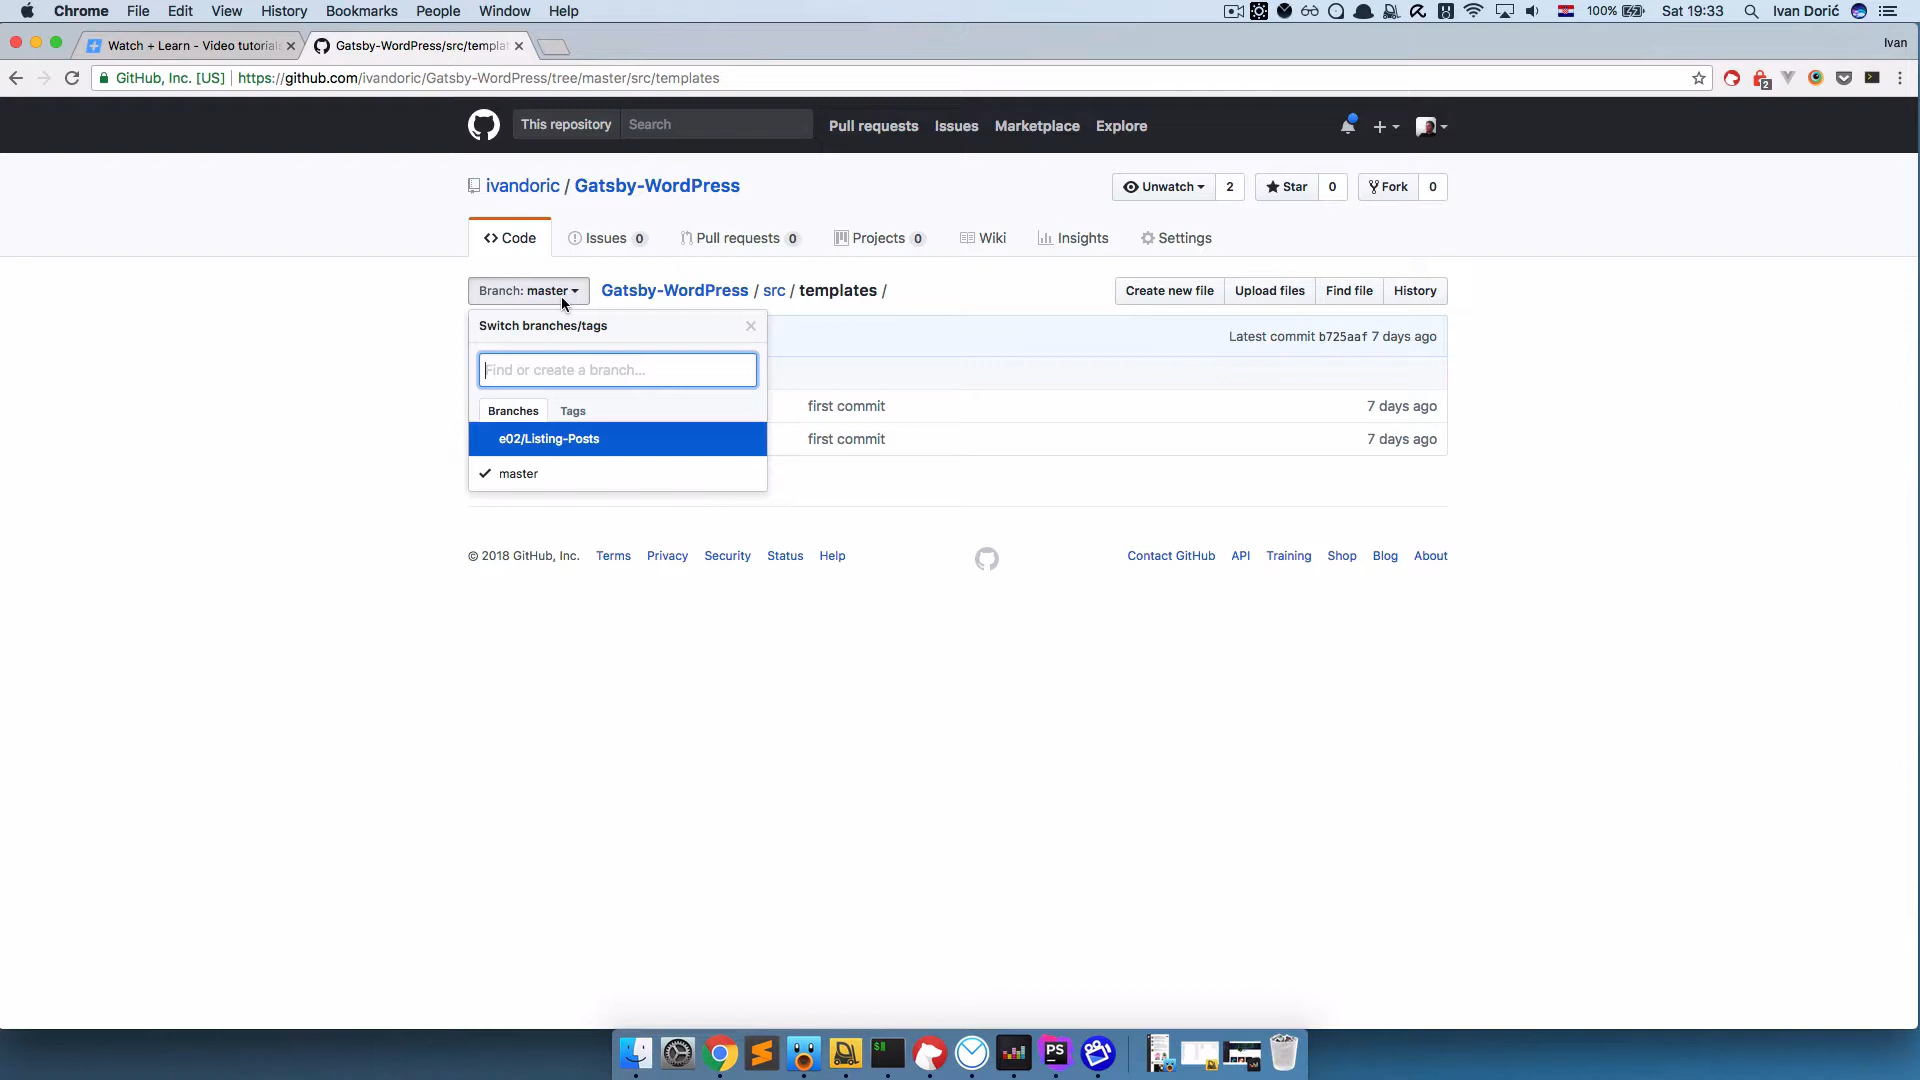 Chrome File Edit View History Bookmarks People Window Help 100% Sat 19:33 Ivan Dorić
Watch + Learn - Video tutorial Gatsby-WordPress/src/templat Ivan
GitHub, Inc. [US] https://github.com/ivandoric/Gatsby-WordPress/tree/master/src/templates 2
This repository Search Pull requests Issues Marketplace Explore
ivandoric / Gatsby-WordPress Unwatch 2 Star 0 Fork 0
Code Issues 0 Pull requests 0 Projects 0 Wiki Insights Settings
Branch: master Gatsby-WordPress / src / templates / Create new file Upload files Find file History
Switch branches/tags
Latest commit b725aaf 7 days ago
Find or create a branch...
Branches Tags
first commit 7 days ago
e02/Listing-Posts
first commit 7 days ago
master
© 2018 GitHub, Inc. Terms Privacy Security Status Help Contact GitHub API Training Shop Blog About
$ PS